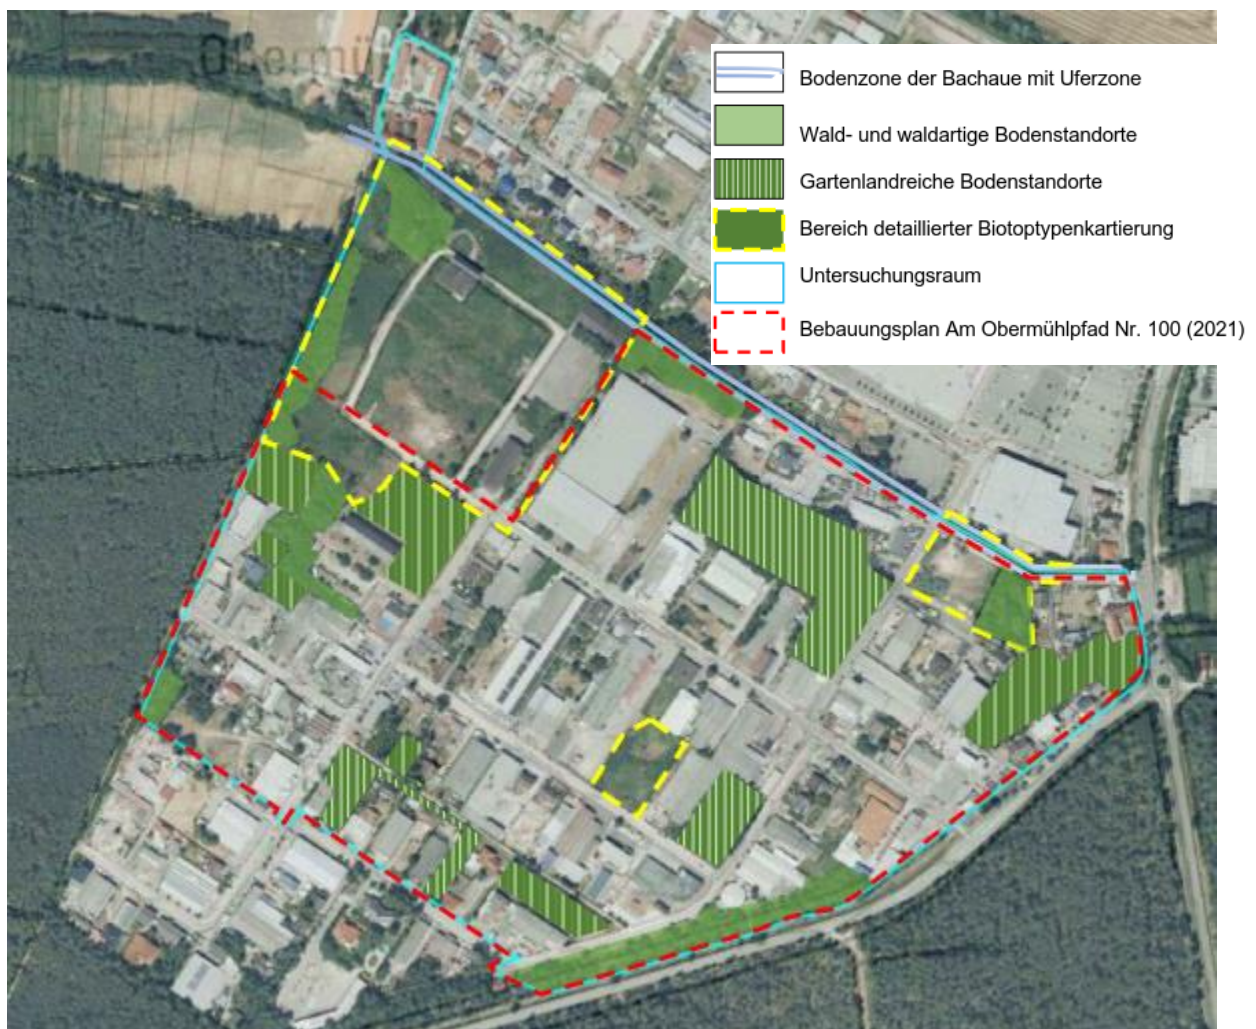 Bodenzone der Bachaue mit Uferzone
Wald- und waldartige Bodenstandorte
Gartenlandreiche Bodenstandorte
Bereich detaillierter Biotoptypenkartierung
Untersuchungsraum
Bebauungsplan Am Obermühlpfad Nr. 100 (2021)